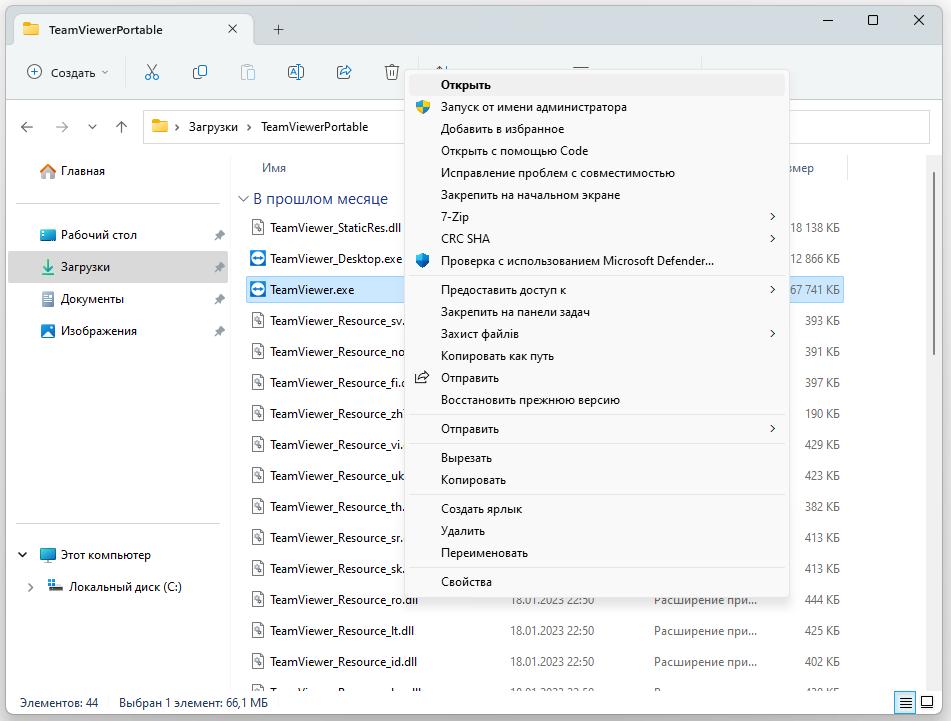 TeamViewerPortable
Создать
Загрузки
TeamViewerPortable
Главная
Рабочий стол
Загрузки
Документы
Изображения
Этот компьютер
Локальный диск (C:)
Имя
В прошлом месяце
TeamViewer_StaticRes.dll 18 138 КБ
TeamViewer_Desktop.exe 12 866 КБ
TeamViewer.exe 67 741 КБ
TeamViewer_Resource_sv. 393 КБ
TeamViewer_Resource_no 391 КБ
TeamViewer_Resource_fi. 397 КБ
TeamViewer_Resource_zh 190 КБ
TeamViewer_Resource_vi. 429 КБ
TeamViewer_Resource_uk 423 КБ
TeamViewer_Resource_th. 382 КБ
TeamViewer_Resource_sr. 413 КБ
TeamViewer_Resource_sk. 413 КБ
TeamViewer_Resource_ro.dll 18.01.2023 22:50 Расширение при... 444 КБ
TeamViewer_Resource_lt.dll 18.01.2023 22:50 Расширение при... 425 КБ
TeamViewer_Resource_id.dll 18.01.2023 22:50 Расширение при... 402 КБ
Открыть
Запуск от имени администратора
Добавить в избранное
Открыть с помощью Code
Исправление проблем с совместимостью
Закрепить на начальном экране
7-Zip
CRC SHA
Проверка с использованием Microsoft Defender...
Предоставить доступ к
Закрепить на панели задач
Захист файлів
Копировать как путь
Отправить
Восстановить прежнюю версию
Отправить
Вырезать
Копировать
Создать ярлык
Удалить
Переименовать
Свойства
Элементов: 44
Выбран 1 элемент: 66,1 МБ